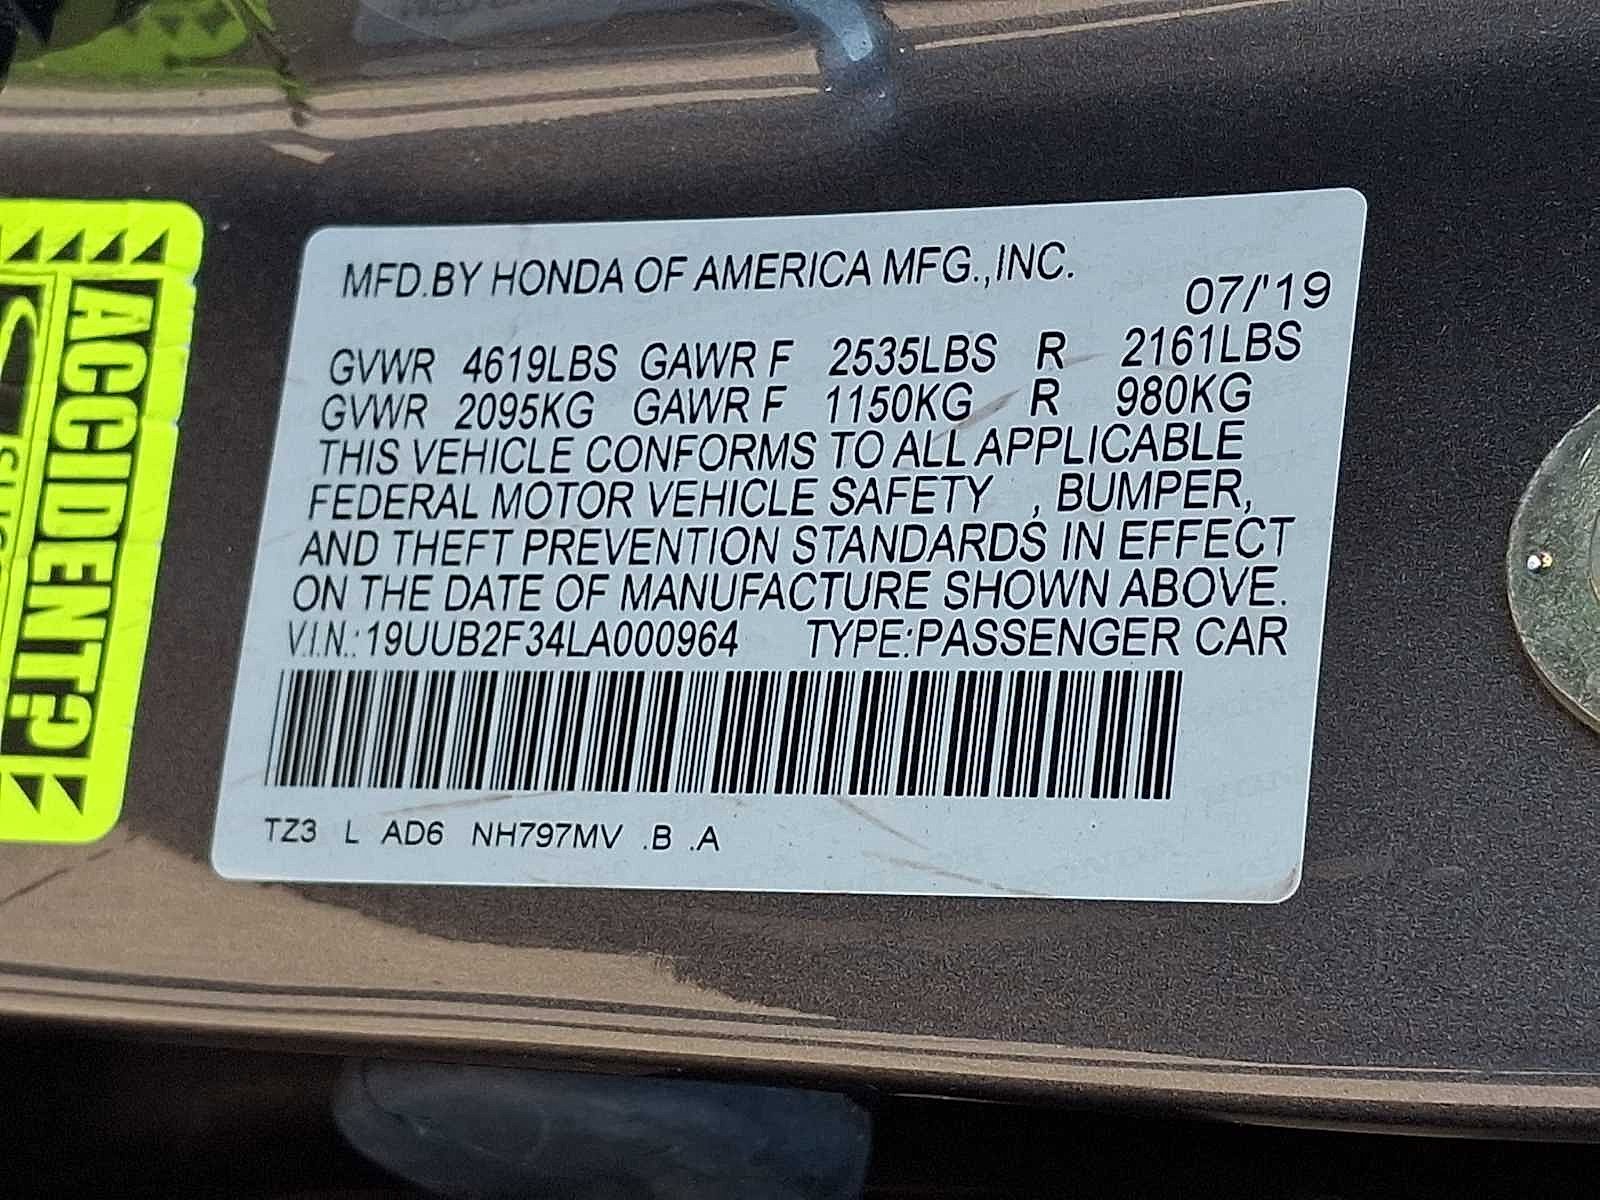 MFD.BY HONDA OF AMERICA MFG.,INC.
07/'19
GVWR 4619LBS GAWR F 2535LBS R 2161LBS
GVWR 2095KG GAWR F 1150KG R 980KG
THIS VEHICLE CONFORMS TO ALL APPLICABLE
FEDERAL MOTOR VEHICLE SAFETY , BUMPER,
AND THEFT PREVENTION STANDARDS IN EFFECT
ON THE DATE OF MANUFACTURE SHOWN ABOVE.
V.I.N.: 19UUB2F34LA000964 TYPE:PASSENGER CAR
TZ3 L AD6 NH797MV .B .A
ACCIDENT?